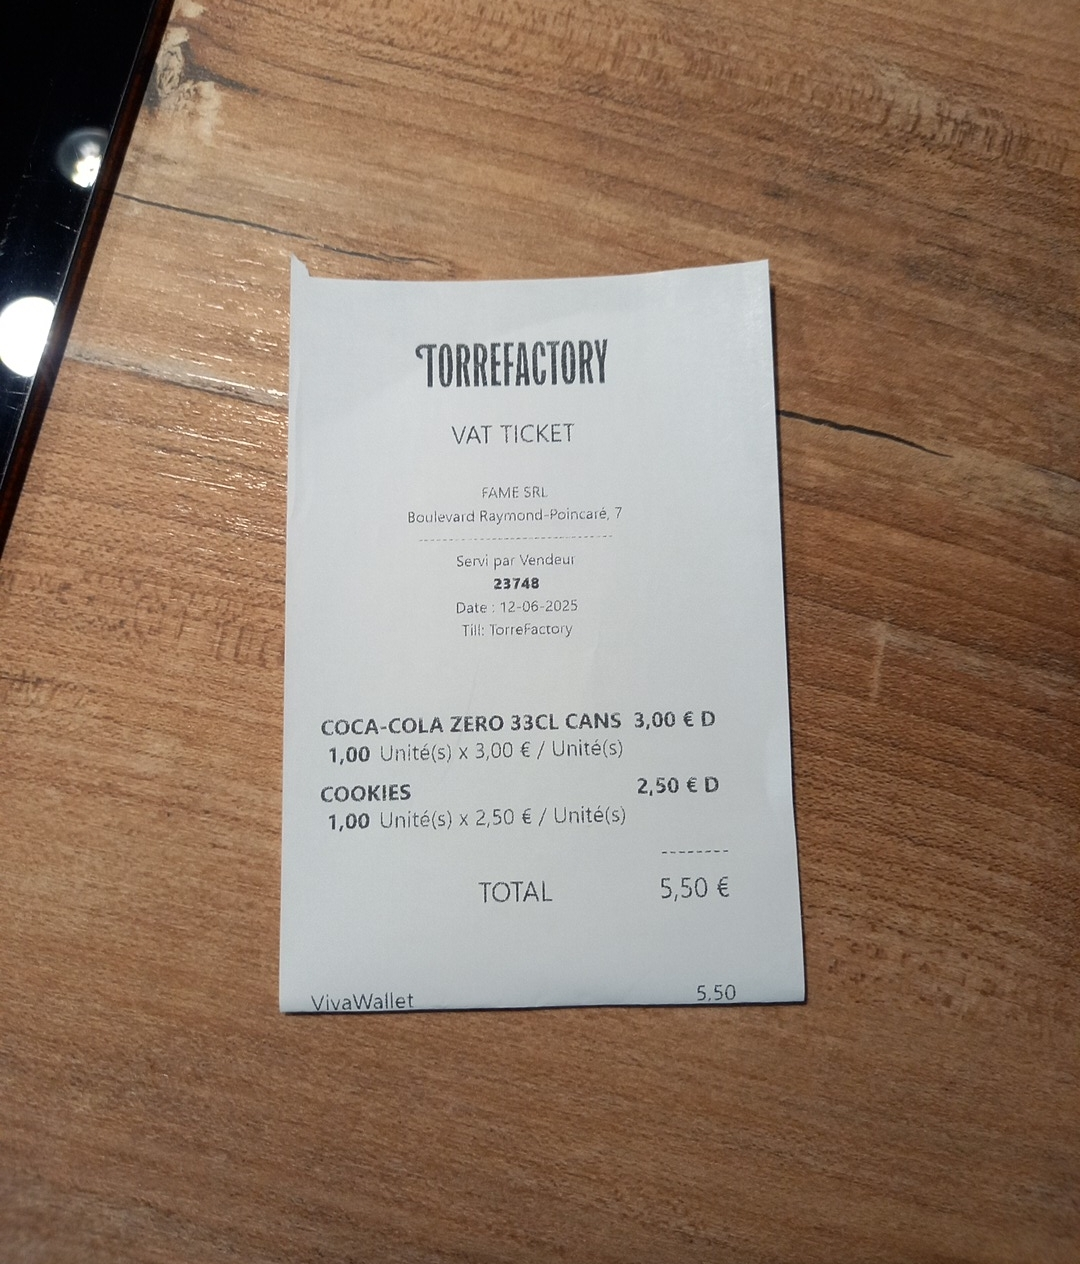 TORREFACTORY
VAT TICKET
FAME SRL
Boulevard Raymond-Poincaré, 7
--------------------------------------
Servi par Vendeur
23748
Date : 12-06-2025
Till: TorreFactory
COCA-COLA ZERO 33CL CANS 3,00 € D
1,00 Unité(s) x 3,00 € / Unité(s)
COOKIES 2,50 € D
1,00 Unité(s) x 2,50 € / Unité(s)
--------
TOTAL 5,50 €
VivaWallet 5.50